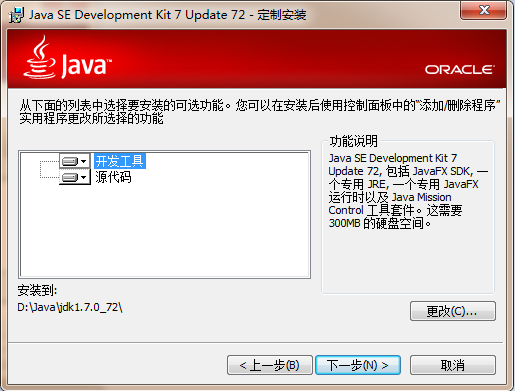 Java SE Development Kit 7 Update 72 - 定制安装
Java™
ORACLE
从下面的列表中选择要安装的可选功能。您可以在安装后使用控制面板中的“添加/删除程序”
实用程序更改所选择的功能
开发工具
源代码
功能说明
Java SE Development Kit 7
Update 72, 包括 JavaFX SDK, 一
个专用 JRE, 一个专用 JavaFX
运行时以及 Java Mission
Control 工具套件。这需要
300MB 的硬盘空间。
安装到:
D:\Java\jdk1.7.0_72\
更改(C)...
< 上一步(B)
下一步(N) >
取消